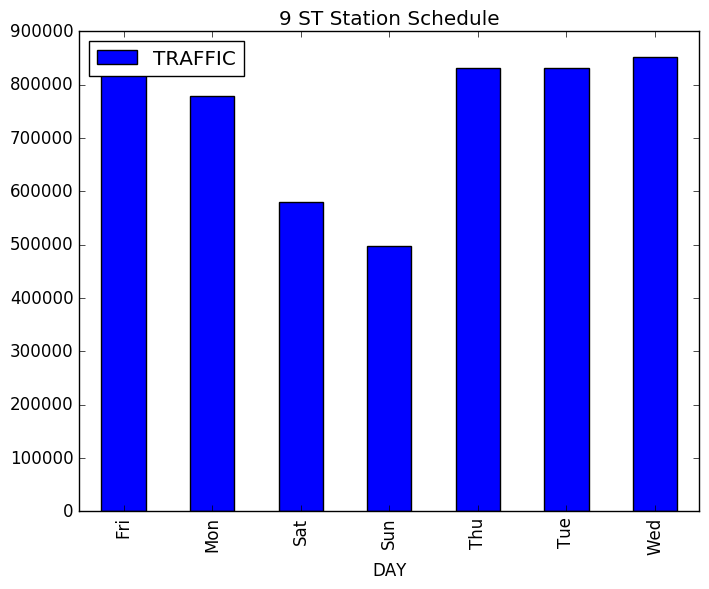 9 ST Station Schedule
900000
800000
700000
600000
500000
400000
300000
200000
100000
0
TRAFFIC
Fri
Mon
Sat
Sun
Thu
Tue
Wed
DAY